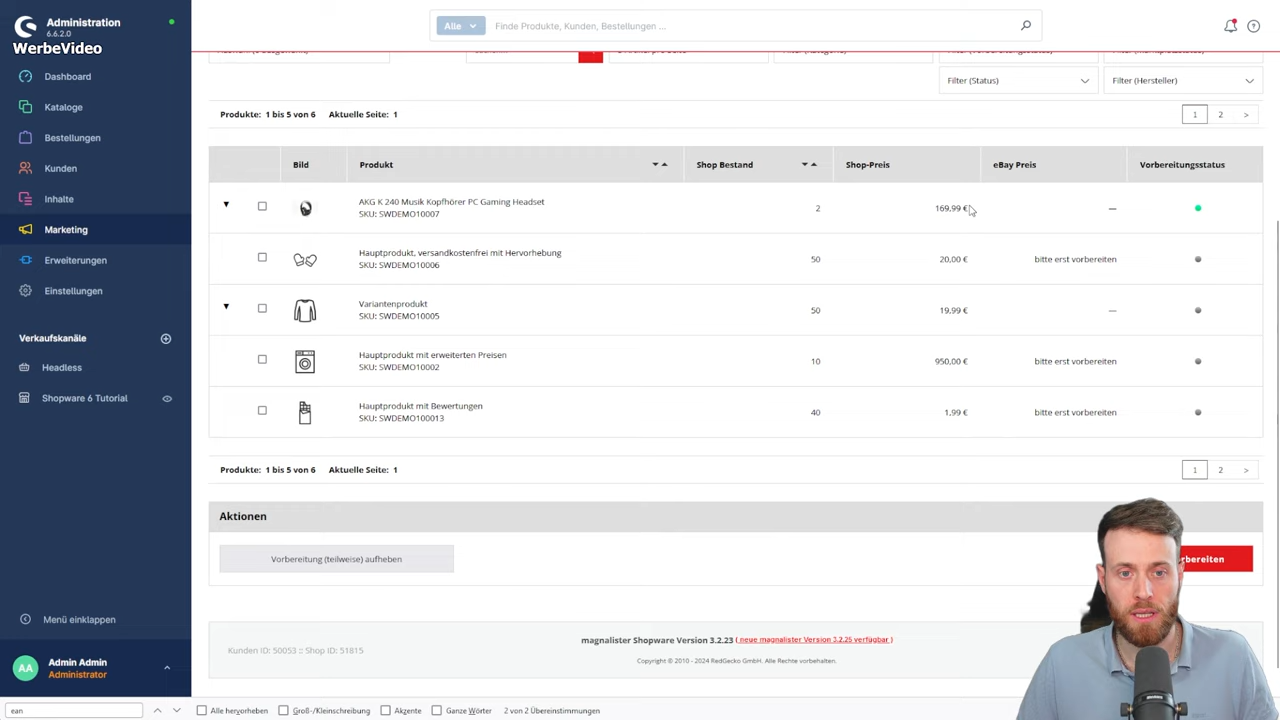 Administration
6.6.2.0
WerbeVideo
Alle
Finde Produkte, Kunden, Bestellungen ...
Dashboard
Kataloge
Bestellungen
Kunden
Inhalte
Marketing
Erweiterungen
Einstellungen
Verkaufskanäle
Headless
Shopware 6 Tutorial
Menü einklappen
AA
Admin Admin
Administrator
Filter (Status)
Filter (Hersteller)
Produkte: 1 bis 5 von 6 Aktuelle Seite: 1
1 2 >
Bild Produkt Shop Bestand Shop-Preis eBay Preis Vorbereitungsstatus
AKG K 240 Musik Kopfhörer PC Gaming Headset
SKU: SWDEMO10007
2 169,99 € —
Hauptprodukt, versandkostenfrei mit Hervorhebung
SKU: SWDEMO10006
50 20,00 € bitte erst vorbereiten
Variantenprodukt
SKU: SWDEMO10005
50 19,99 € —
Hauptprodukt mit erweiterten Preisen
SKU: SWDEMO10002
10 950,00 € bitte erst vorbereiten
Hauptprodukt mit Bewertungen
SKU: SWDEMO100013
40 1,99 € bitte erst vorbereiten
Produkte: 1 bis 5 von 6 Aktuelle Seite: 1
1 2 >
Aktionen
Vorbereitung (teilweise) aufheben
rbereiten
Kunden ID: 50053 :: Shop ID: 51815
magnalister Shopware Version 3.2.23 ( neue magnalister Version 3.2.25 verfügbar )
Copyright © 2010 - 2024 RedGecko GmbH. Alle Rechte vorbehalten.
ean
Alle hervorheben
Groß-/Kleinschreibung
Akzente
Ganze Wörter
2 von 2 Übereinstimmungen